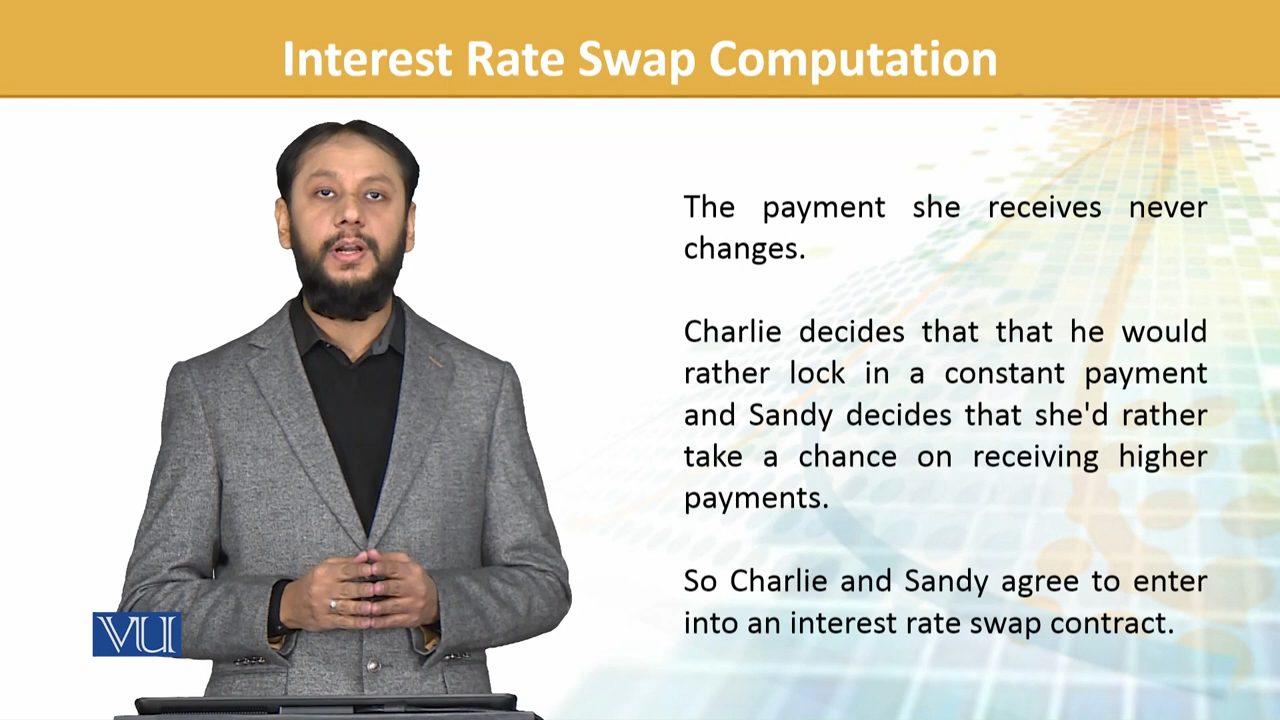 Interest Rate Swap Computation
The payment she receives never
changes.
Charlie decides that that he would
rather lock in a constant payment
and Sandy decides that she'd rather
take a chance on receiving higher
payments.
So Charlie and Sandy agree to enter
into an interest rate swap contract.
VU